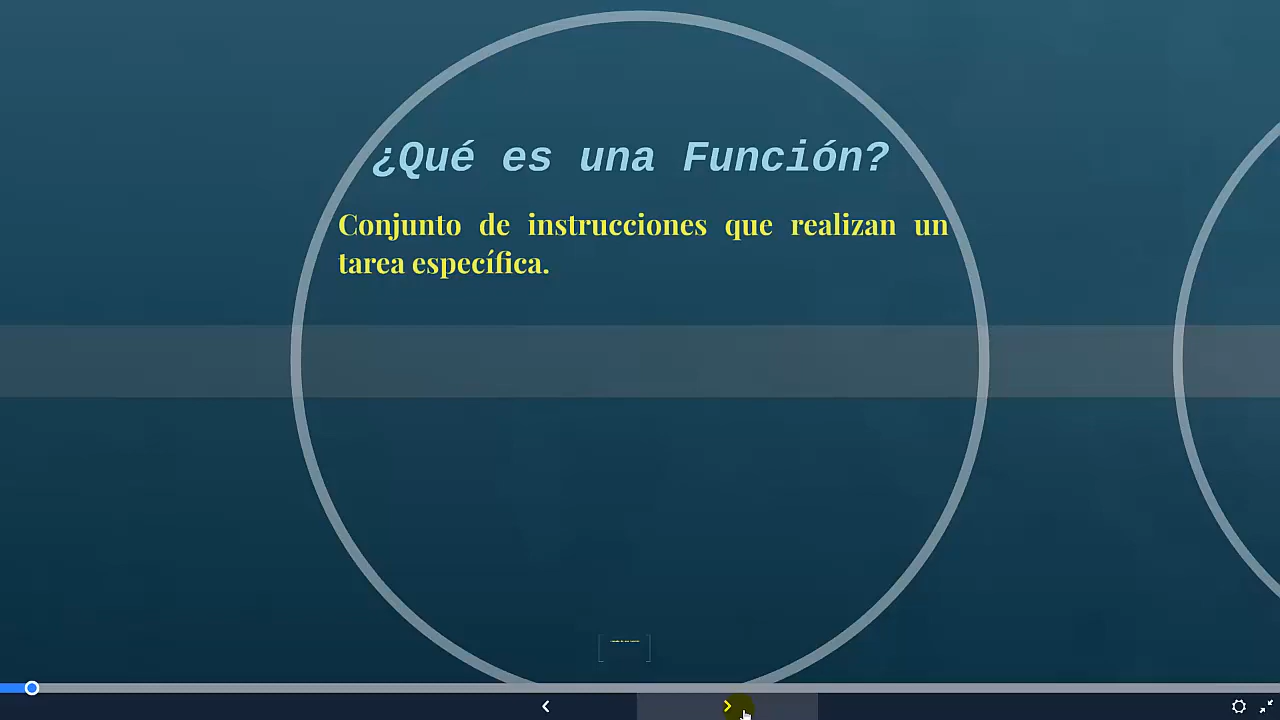 ¿Qué es una Función?
Conjunto de instrucciones que realizan un
tarea específica.